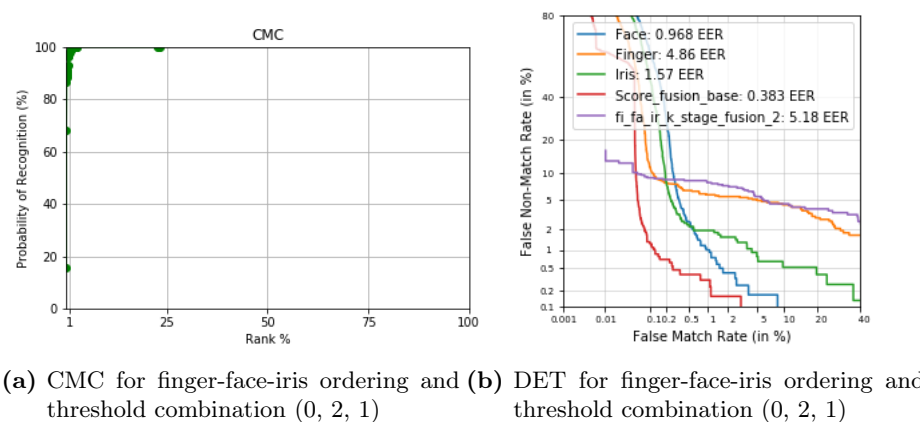 CMC
100
80
60
40
20
0
Probability of Recognition (%)
1
25
50
75
100
Rank %
80
40
20
10
5
2
1
0.5
0.2
0.1
False Non-Match Rate (in %)
Face: 0.968 EER
Finger: 4.86 EER
Iris: 1.57 EER
Score_fusion_base: 0.383 EER
fi_fa_ir_k_stage_fusion_2: 5.18 EER
0.001
0.01
0.1
0.2
0.5
1
2
5
10
20
40
False Match Rate (in %)
(a) CMC for finger-face-iris ordering and
threshold combination (0, 2, 1)
(b) DET for finger-face-iris ordering and
threshold combination (0, 2, 1)